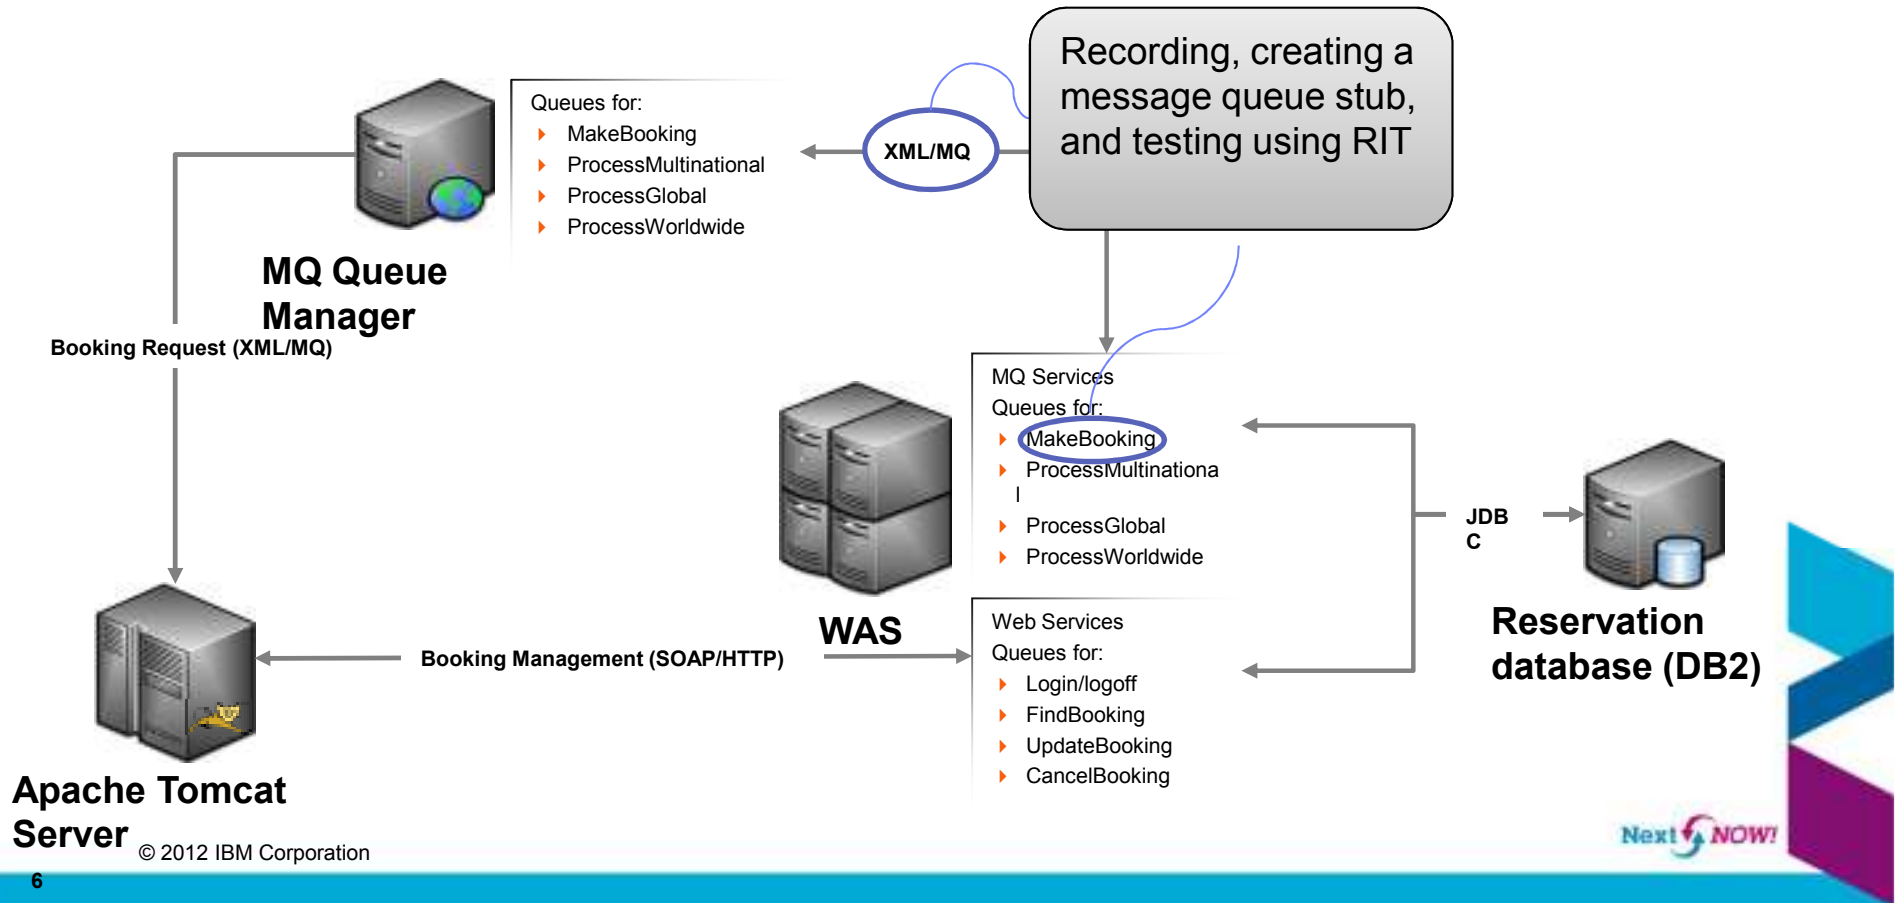 Recording, creating a
message queue stub,
and testing using RIT
Queues for:
MakeBooking
ProcessMultinational
ProcessGlobal
ProcessWorldwide
XML/MQ
MQ Queue
Manager
Booking Request (XML/MQ)
MQ Services
Queues for:
MakeBooking
ProcessMultinationa
l
ProcessGlobal
ProcessWorldwide
JDB
C
WAS
Reservation
database (DB2)
Web Services
Queues for:
Login/logoff
FindBooking
UpdateBooking
CancelBooking
Booking Management (SOAP/HTTP)
Apache Tomcat
Server
© 2012 IBM Corporation
Next NOW!
6